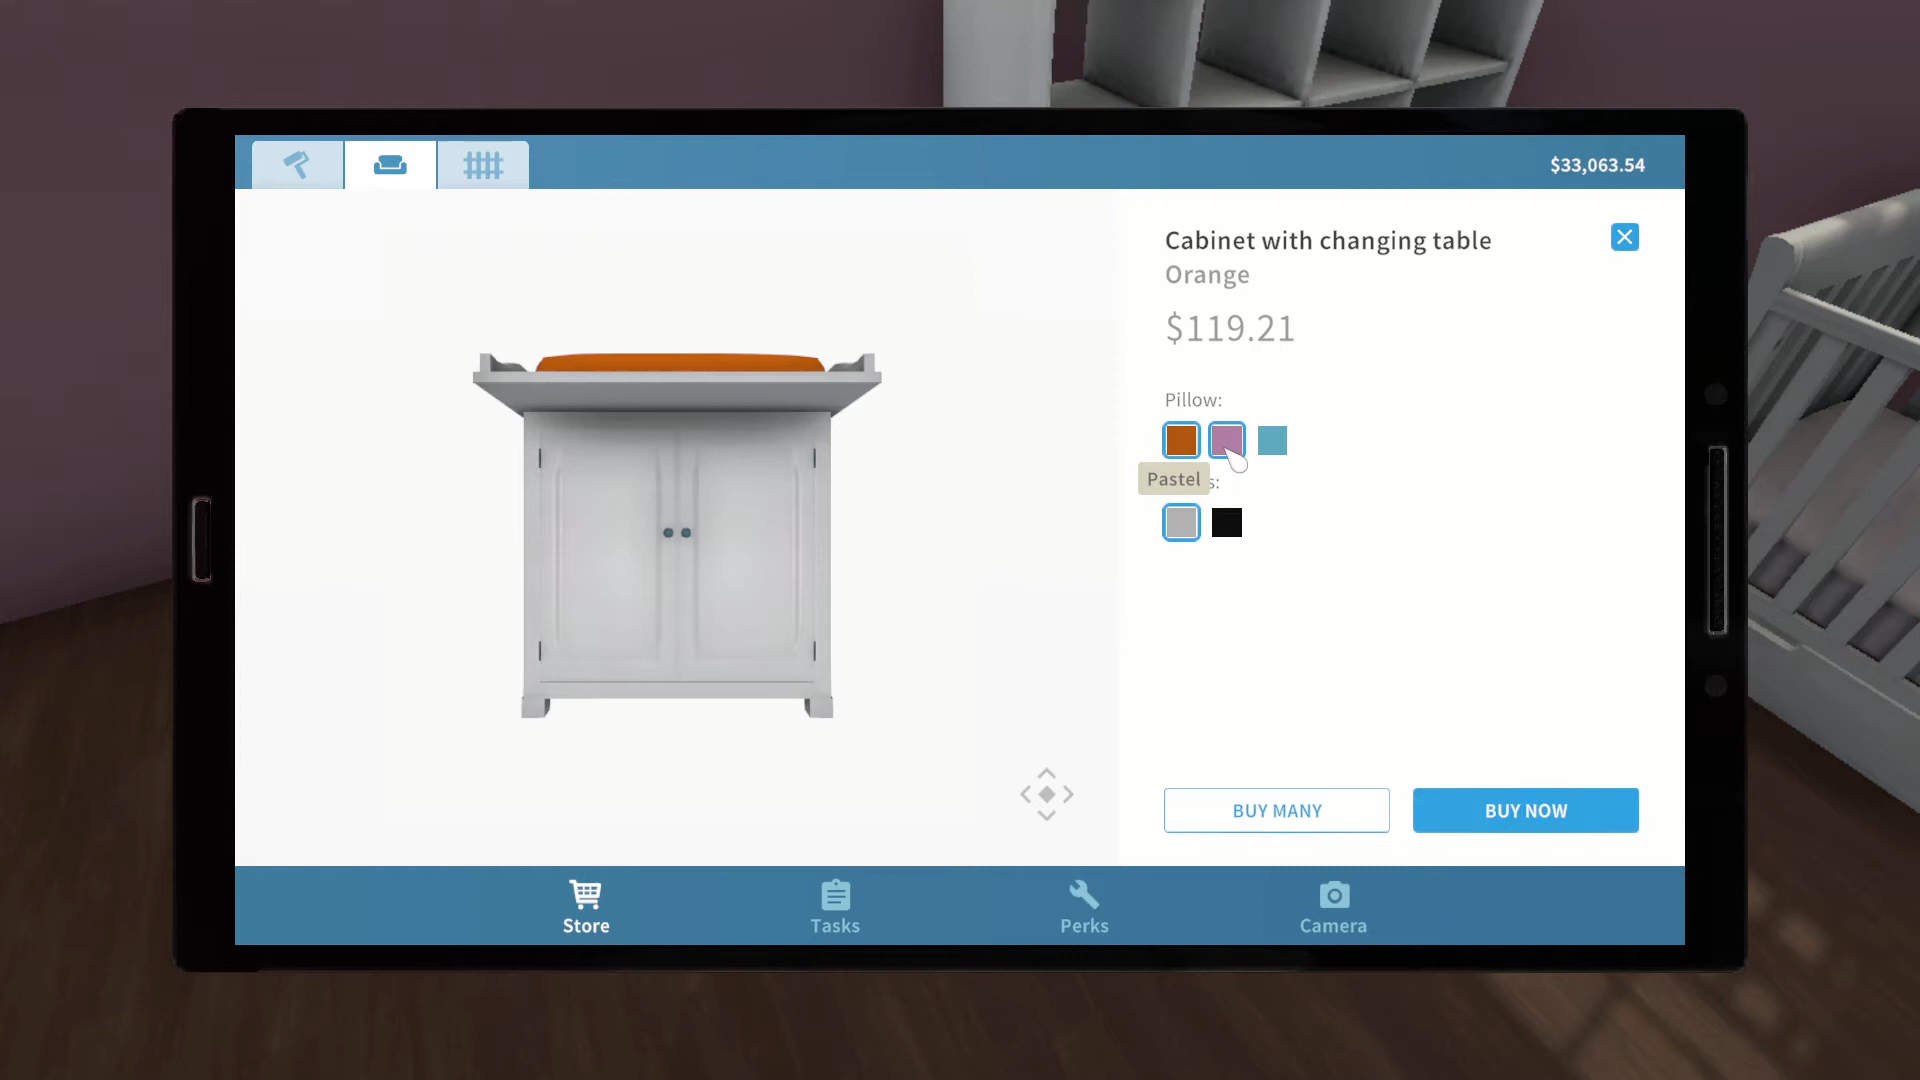 $33,063.54
Cabinet with changing table
Orange
$119.21
Pillow:
Pastel
s:
BUY MANY
BUY NOW
Store
Tasks
Perks
Camera